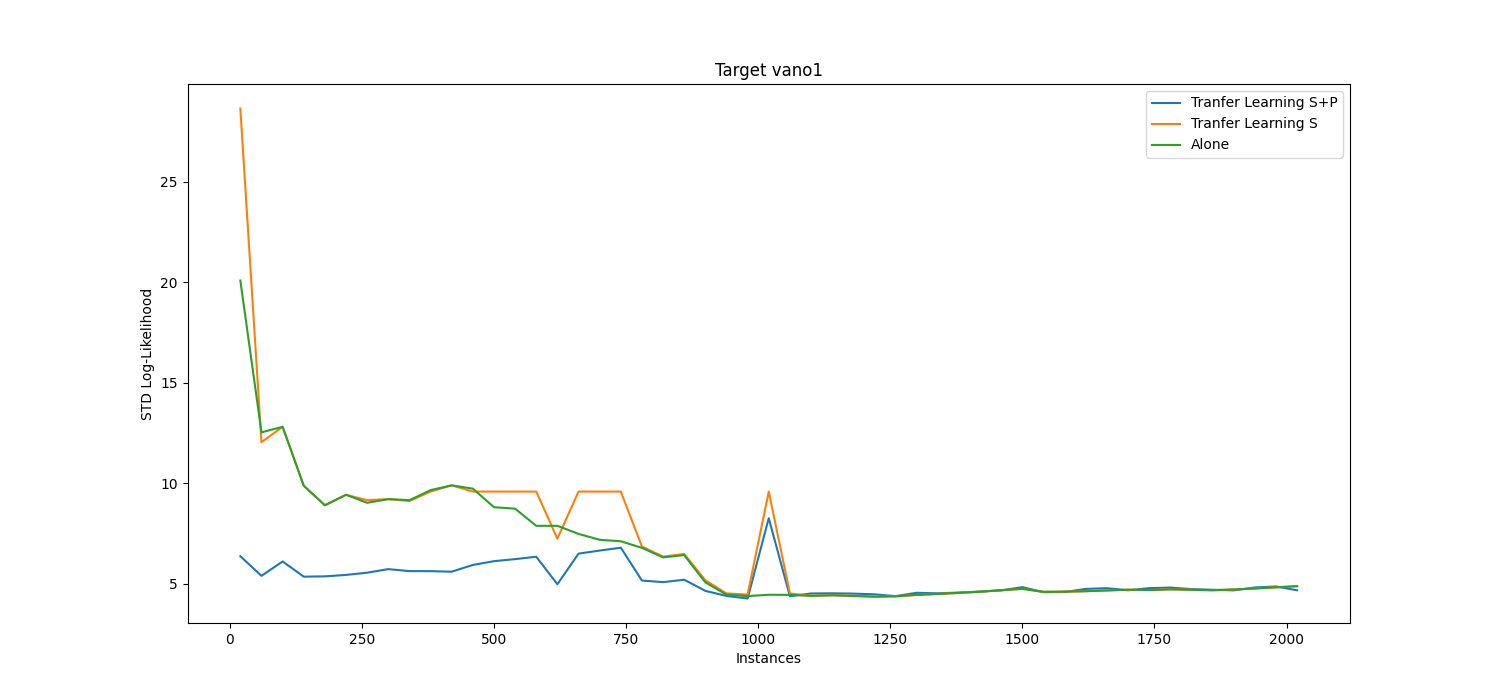 Target vano1
Tranfer Learning S+P
Tranfer Learning S
Alone
STD Log-Likelihood
25
20
15
10
5
0 250 500 750 1000 1250 1500 1750 2000
Instances